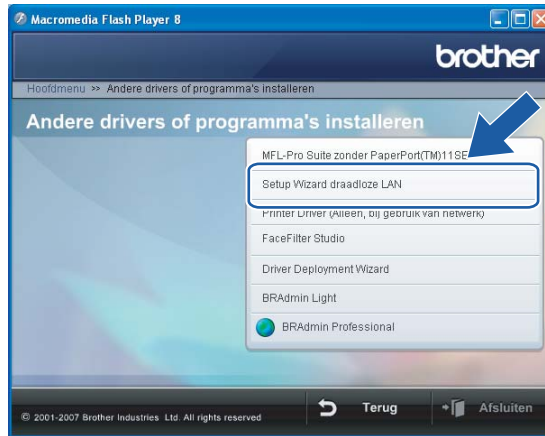 Macromedia Flash Player 8
brother
Hoofdmenu >> Andere drivers of programma's installeren
Andere drivers of programma's installeren
MFL-Pro Suite zonder PaperPort(TM)11SE
Setup Wizard draadloze LAN
Printer Driver (Alleen, bij gebruik van netwerk)
FaceFilter Studio
Driver Deployment Wizard
BRAdmin Light
BRAdmin Professional
© 2001-2007 Brother Industries Ltd. All rights reserved
Terug
Afsluiten